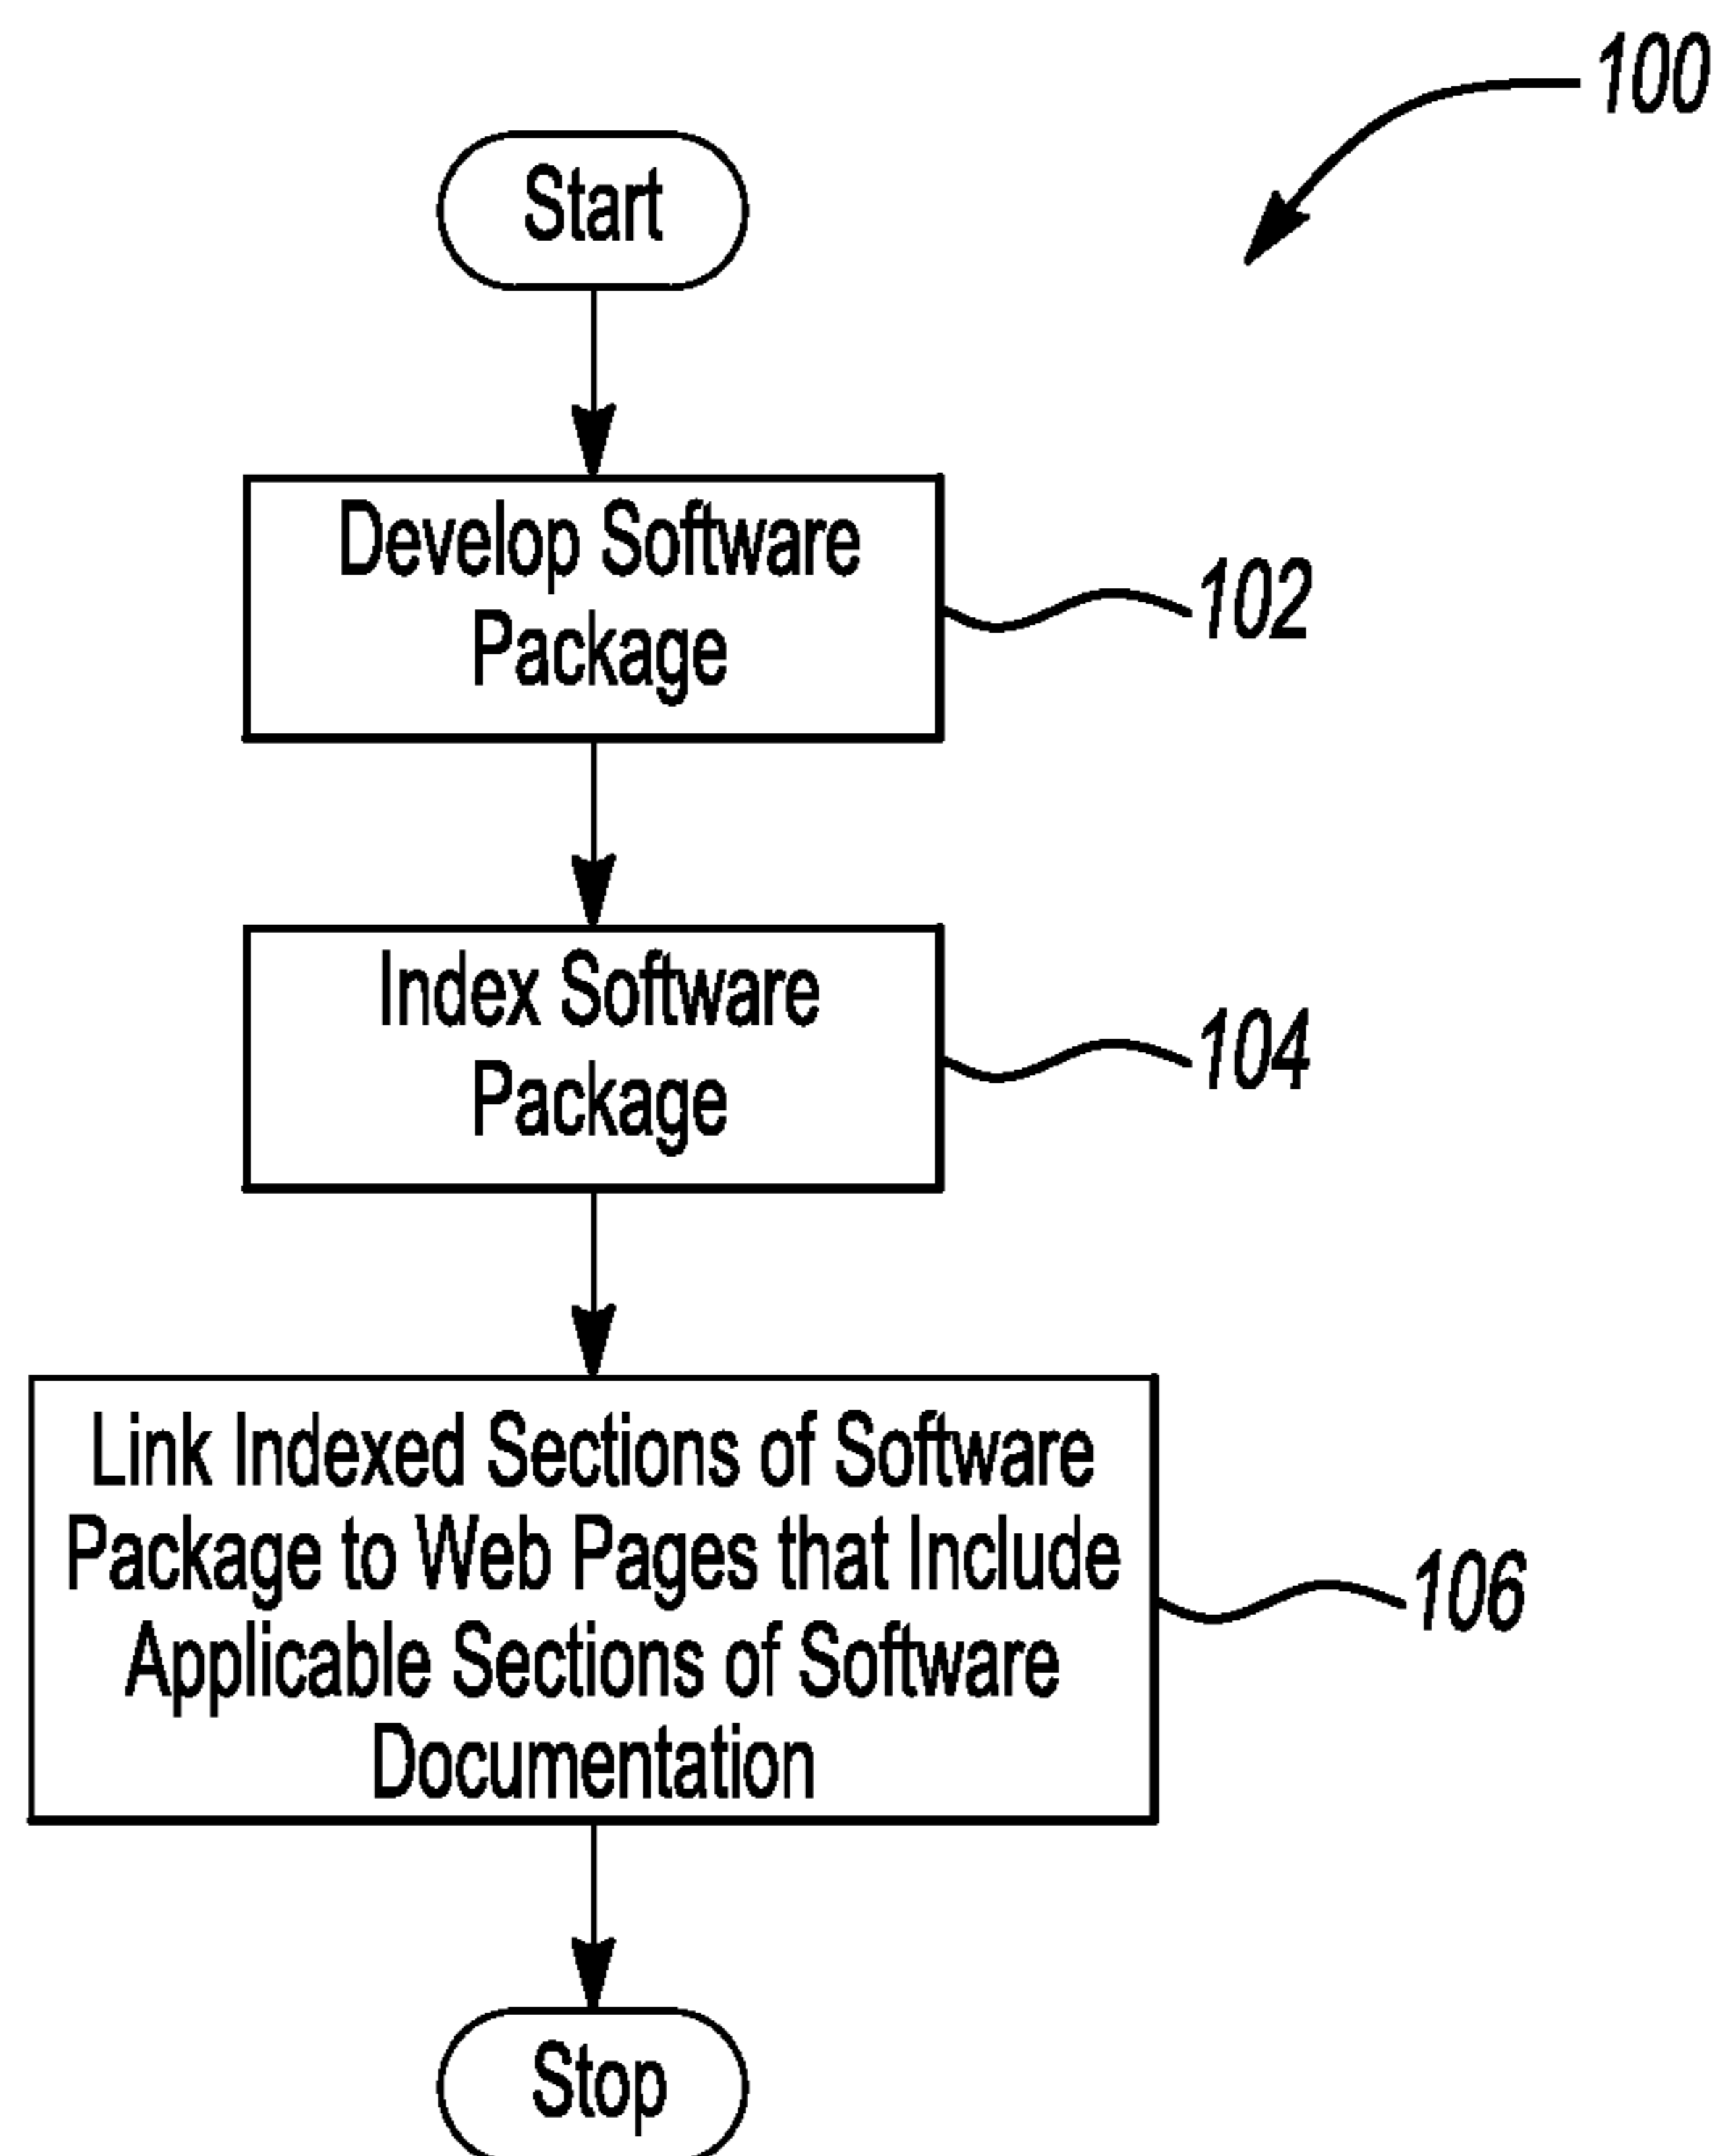 100
Start
Develop Software
Package
102
Index Software
Package
104
Link Indexed Sections of Software
Package to Web Pages that Include
Applicable Sections of Software
Documentation
106
Stop